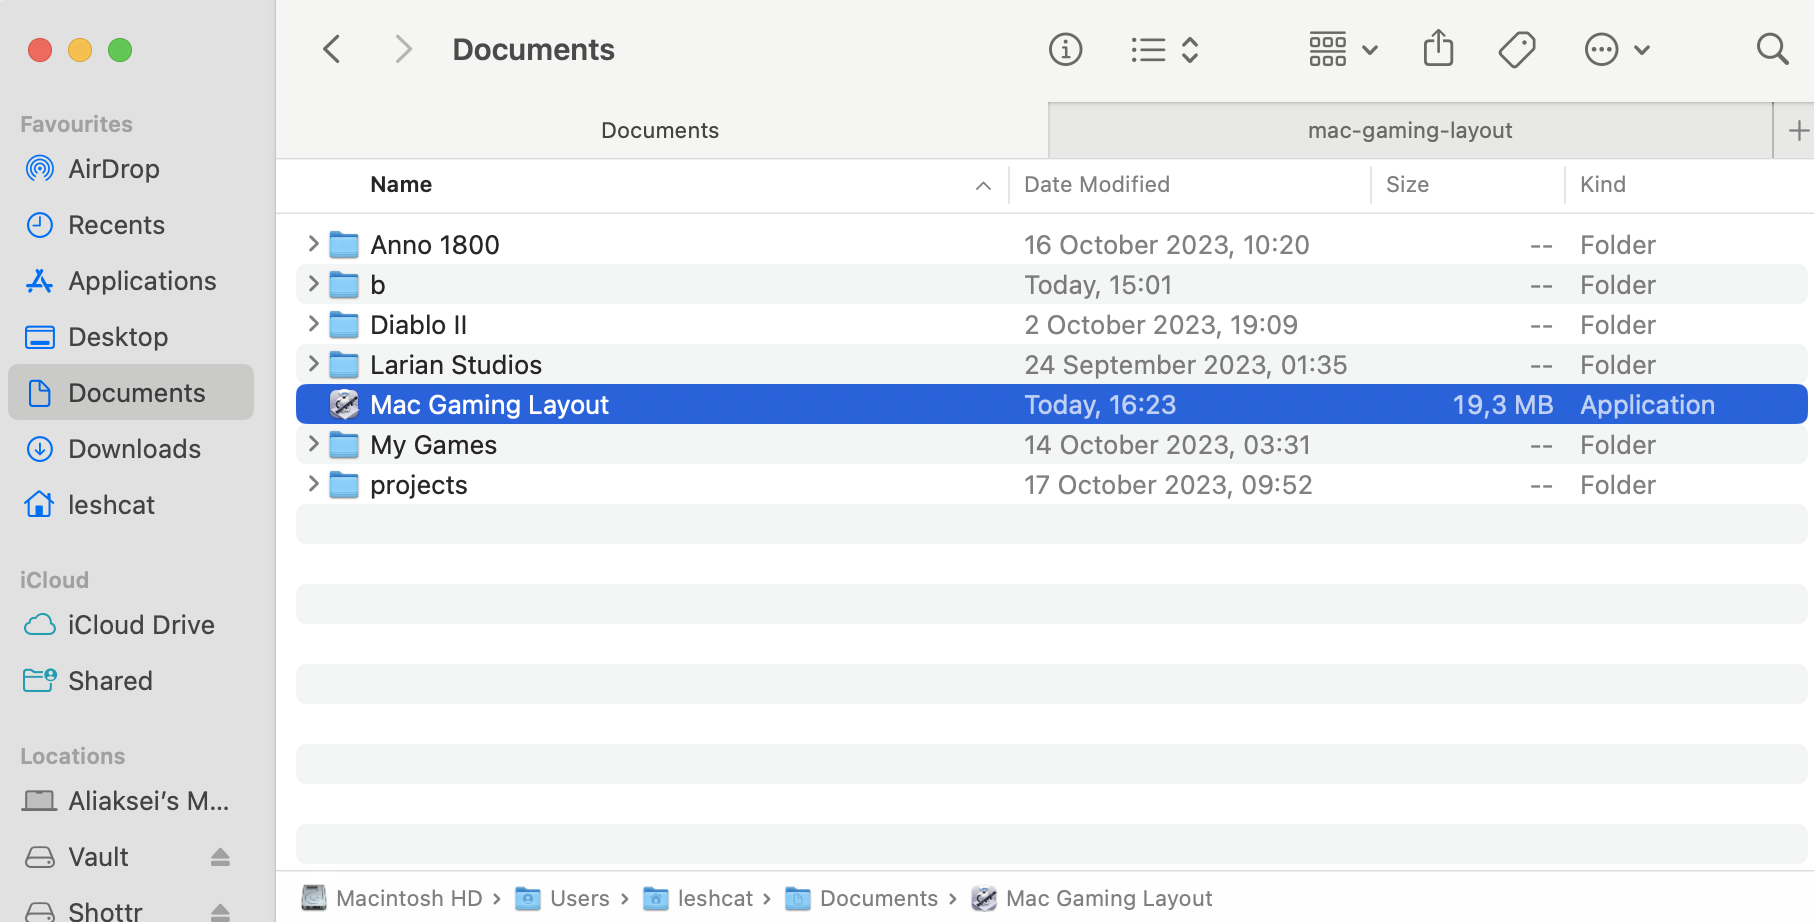 Documents
Documents
mac-gaming-layout
Favourites
AirDrop
Recents
Applications
Desktop
Documents
Downloads
leshcat
iCloud
iCloud Drive
Shared
Locations
Aliaksei’s M...
Vault
Shottr
Name Date Modified Size Kind
Anno 1800 16 October 2023, 10:20 -- Folder
b Today, 15:01 -- Folder
Diablo II 2 October 2023, 19:09 -- Folder
Larian Studios 24 September 2023, 01:35 -- Folder
Mac Gaming Layout Today, 16:23 19,3 MB Application
My Games 14 October 2023, 03:31 -- Folder
projects 17 October 2023, 09:52 -- Folder
Macintosh HD › Users › leshcat › Documents › Mac Gaming Layout